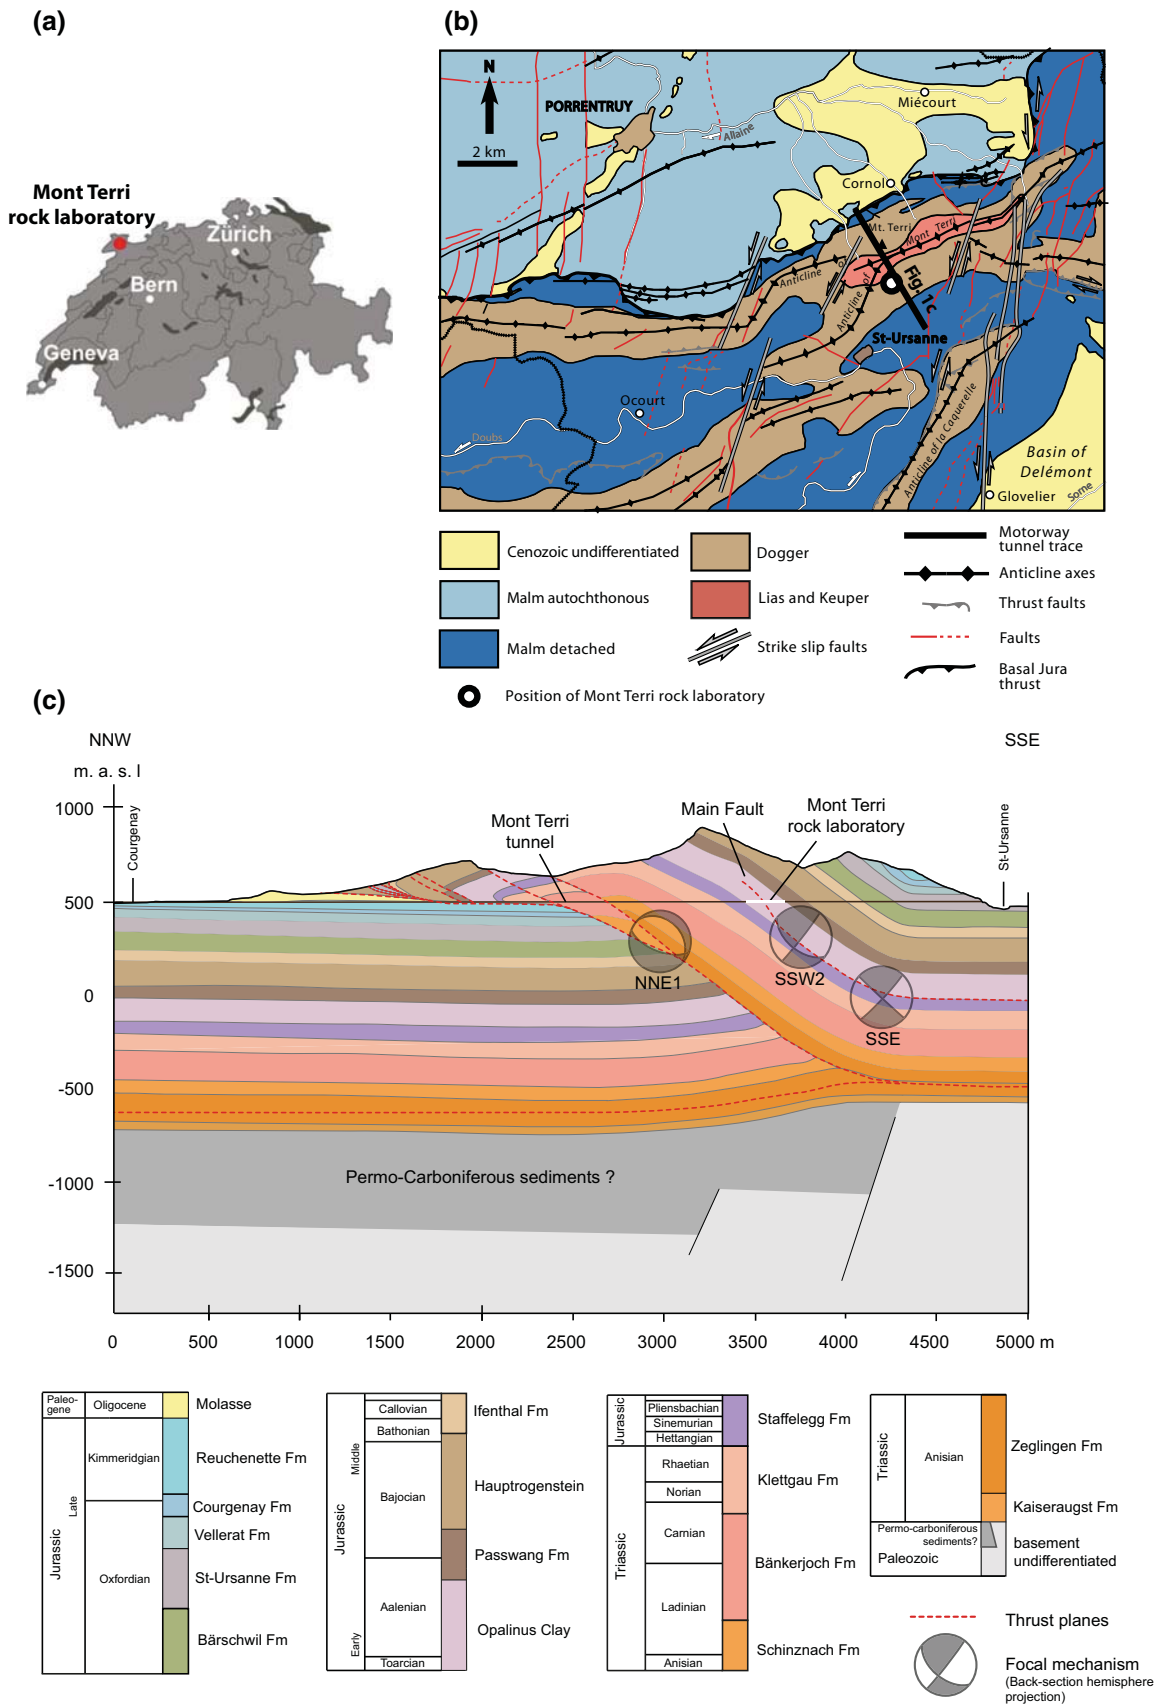 (a)
Mont Terri
rock laboratory
Zürich
Bern
Geneva
(b)
N
2 km
PORRENTRUY
Allaine
Miécourt
Cornol
Mt. Terri
Mont Terri
Anticline of
Anticline of
Fig. 1c
St-Ursanne
Ocourt
Doubs
Anticline of la Caquerelle
Basin of
Delémont
Glovelier
Sorne
Cenozoic undifferentiated
Malm autochthonous
Malm detached
Position of Mont Terri rock laboratory
Dogger
Lias and Keuper
Strike slip faults
Motorway
tunnel trace
Anticline axes
Thrust faults
Faults
Basal Jura
thrust
(c)
NNW
SSE
m. a. s. l
1000
500
0
-500
-1000
-1500
Courgenay
Mont Terri
tunnel
Main Fault
Mont Terri
rock laboratory
St-Ursanne
NNE1
SSW2
SSE
Permo-Carboniferous sediments ?
0
500
1000
1500
2000
2500
3000
3500
4000
4500
5000 m
Paleo-
gene
Oligocene
Molasse
Jurassic
Late
Kimmeridgian
Oxfordian
Reuchenette Fm
Courgenay Fm
Vellerat Fm
St-Ursanne Fm
Bärschwil Fm
Jurassic
Middle
Early
Callovian
Bathonian
Bajocian
Aalenian
Toarcian
Ifenthal Fm
Hauptrogenstein
Passwang Fm
Opalinus Clay
Jurassic
Pliensbachian
Sinemurian
Hettangian
Staffelegg Fm
Triassic
Rhaetian
Norian
Carnian
Ladinian
Anisian
Klettgau Fm
Bänkerjoch Fm
Schinznach Fm
Triassic
Anisian
Zeglingen Fm
Kaiseraugst Fm
Permo-carboniferous
sediments?
Paleozoic
basement
undifferentiated
Thrust planes
Focal mechanism
(Back-section hemisphere
projection)